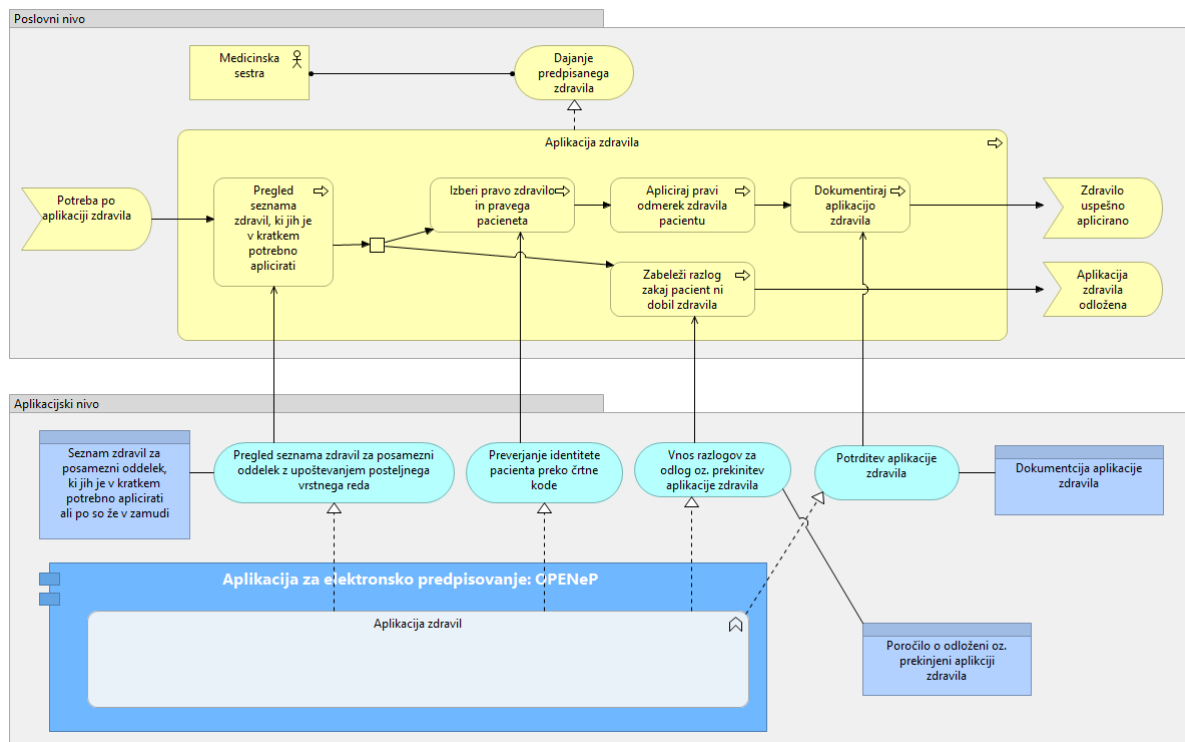 Poslovni nivo
Medicinska
sestra
Dajanje
predpisanega
zdravila
Aplikacija zdravila
Potreba po
aplikaciji zdravila
Pregled
seznama
zdravil, ki jih je
v kratkem
potrebno
aplicirati
Izberi pravo zdravilo
in pravega
pacieneta
Apliciraj pravi
odmerek zdravila
pacientu
Dokumentiraj
aplikacijo
zdravila
Zdravilo
uspešno
aplicirano
Zabeleži razlog
zakaj pacient ni
dobil zdravila
Aplikacija
zdravila
odložena
Aplikacijski nivo
Seznam zdravil za
posamezni oddelek,
ki jih je v kratkem
potrebno aplicirati
ali po so že v zamudi
Pregled seznama zdravil za posamezni
oddelek z upoštevanjem posteljnega
vrstnega reda
Preverjanje identitete
pacienta preko črtne
kode
Vnos razlogov za
odlog oz. prekinitev
aplikacije zdravila
Potrditev aplikacije
zdravila
Dokumentcija aplikacije
zdravila
Aplikacija za elektronsko predpisovanje: OPENeP
Aplikacija zdravil
Poročilo o odloženi oz.
prekinjeni aplikciji
zdravila